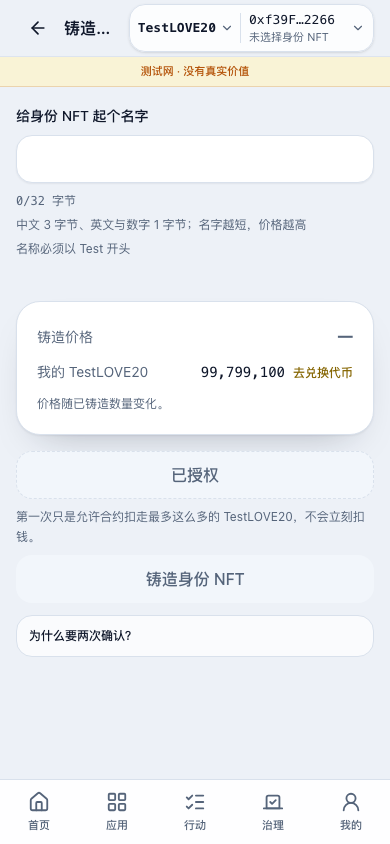 铸造...
TestLOVE20
0xf39F…2266
未选择身份 NFT
测试网 · 没有真实价值
给身份 NFT 起个名字
0/32 字节
中文 3 字节、英文与数字 1 字节；名字越短，价格越高
名称必须以 Test 开头
铸造价格
—
我的 TestLOVE20
99,799,100 去兑换代币
价格随已铸造数量变化。
已授权
第一次只是允许合约扣走最多这么多的 TestLOVE20，不会立刻扣
钱。
铸造身份 NFT
为什么要两次确认?
首页
应用
行动
治理
我的